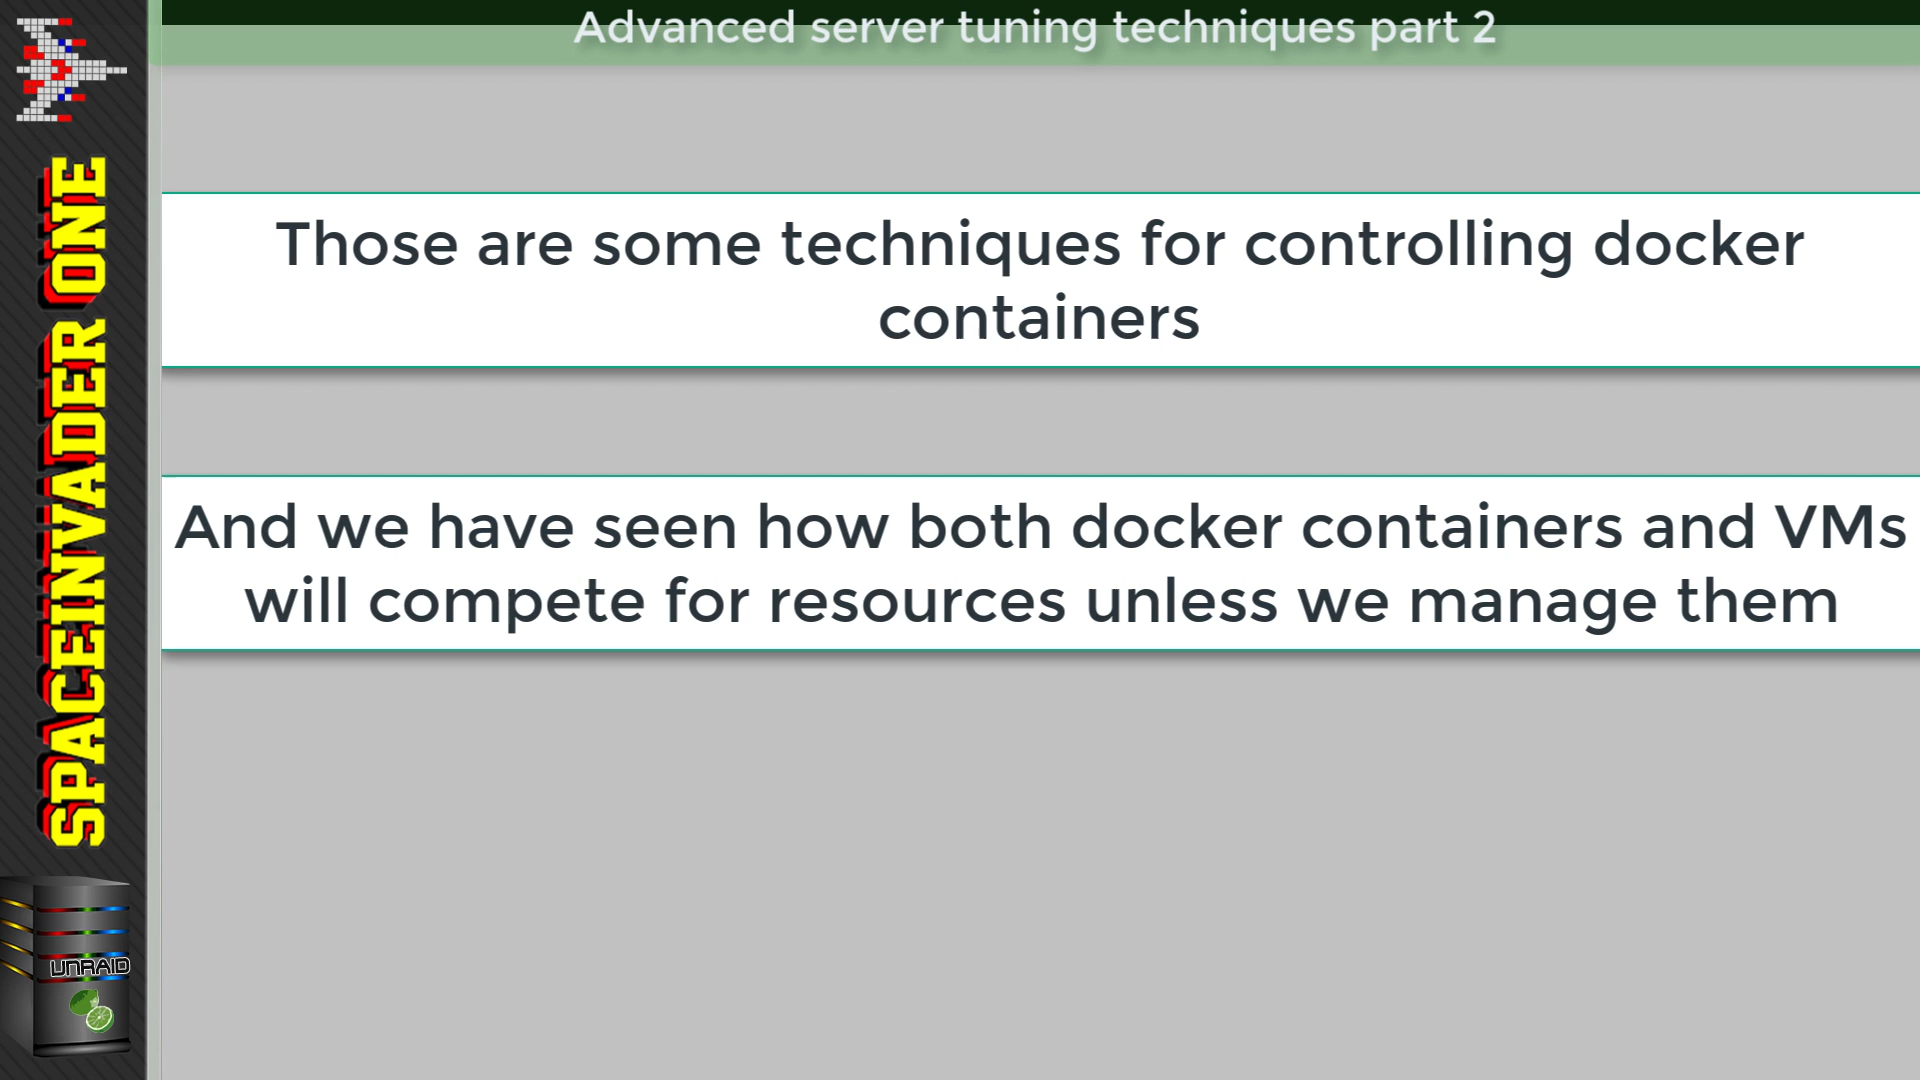 Advanced server tuning techniques part 2
Those are some techniques for controlling docker
containers
And we have seen how both docker containers and VMs
will compete for resources unless we manage them
SPACEINVADER ONE
UNRAID